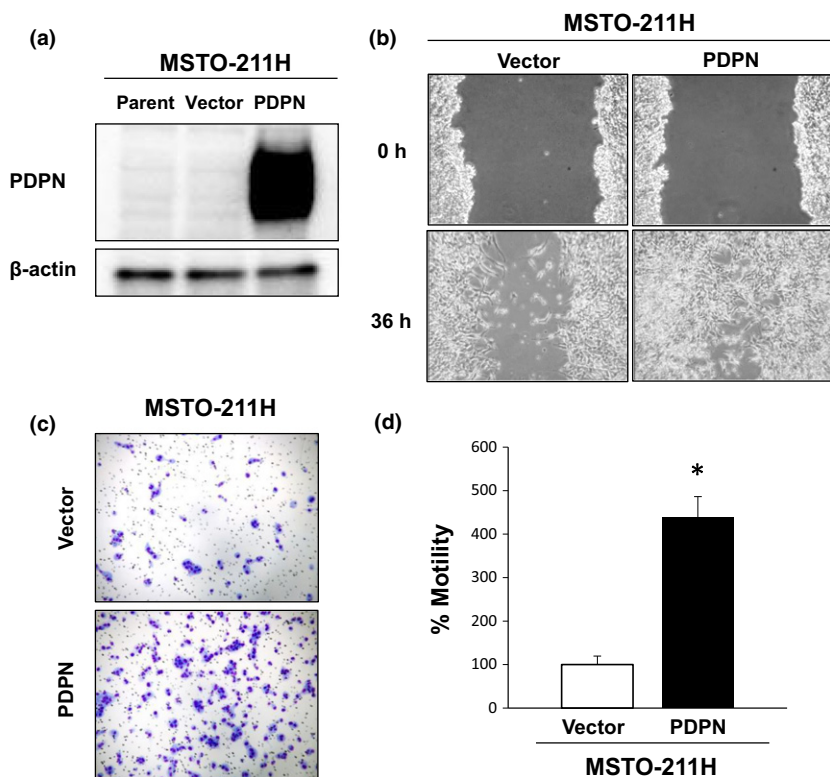 (a)
MSTO-211H
Parent Vector PDPN
PDPN
β-actin
(b)
MSTO-211H
Vector PDPN
0 h
36 h
(c)
MSTO-211H
Vector
PDPN
(d)
600
500
400
300
200
100
0
% Motility
*
Vector PDPN
MSTO-211H